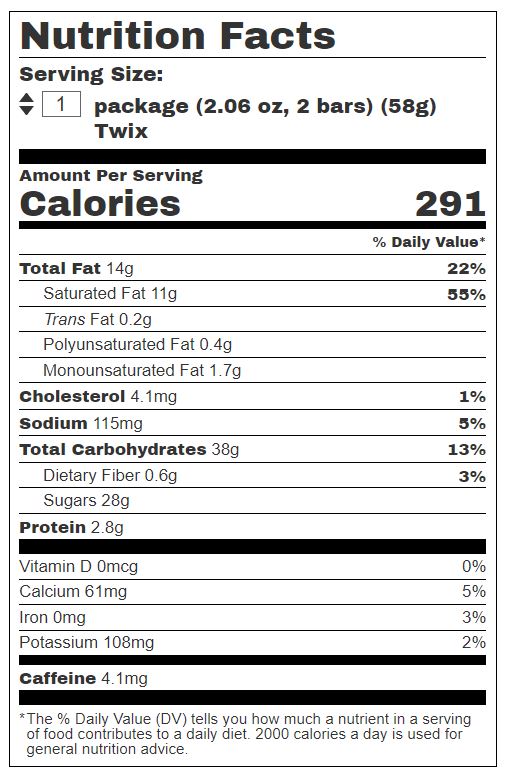 Nutrition Facts
Serving Size:
1 package (2.06 oz, 2 bars) (58g)
Twix
Amount Per Serving
Calories 291
% Daily Value*
Total Fat 14g 22%
Saturated Fat 11g 55%
Trans Fat 0.2g
Polyunsaturated Fat 0.4g
Monounsaturated Fat 1.7g
Cholesterol 4.1mg 1%
Sodium 115mg 5%
Total Carbohydrates 38g 13%
Dietary Fiber 0.6g 3%
Sugars 28g
Protein 2.8g
Vitamin D 0mcg 0%
Calcium 61mg 5%
Iron 0mg 3%
Potassium 108mg 2%
Caffeine 4.1mg
*The % Daily Value (DV) tells you how much a nutrient in a serving
of food contributes to a daily diet. 2000 calories a day is used for
general nutrition advice.